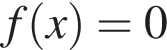 f(x) = 0